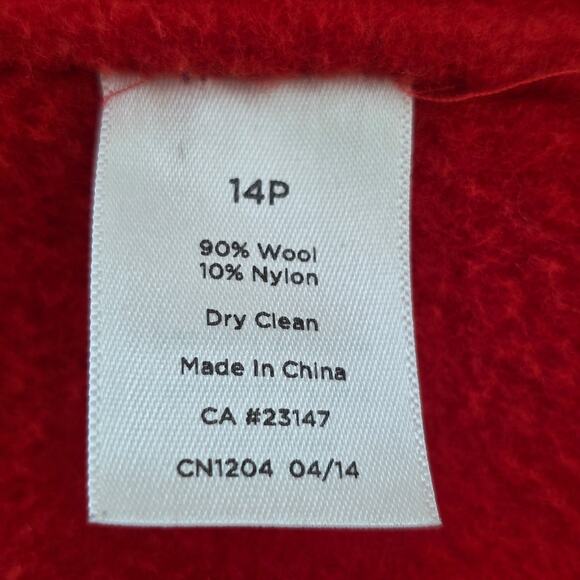 14P
90% Wool
10% Nylon
Dry Clean
Made In China
CA #23147
CN1204 04/14